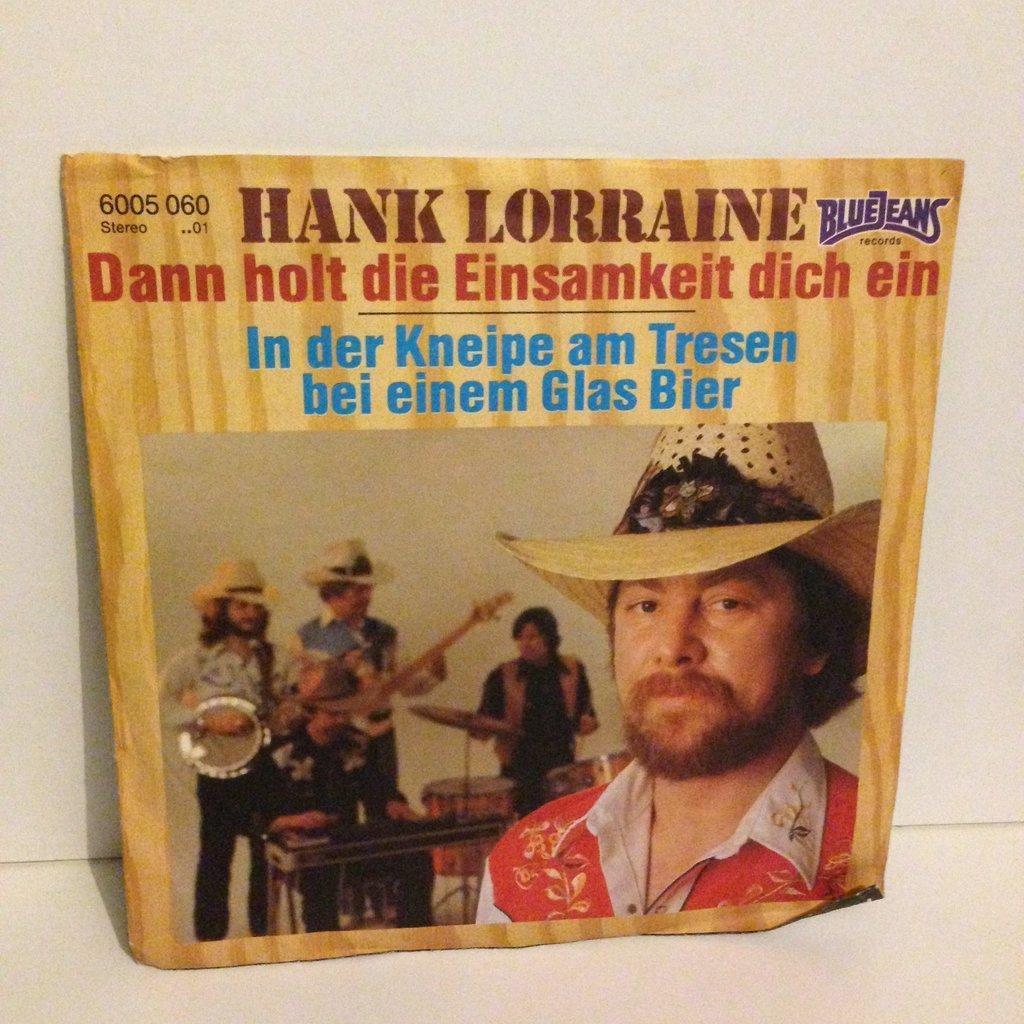 6005 060
Stereo ..01
HANK LORRAINE
BLUEJEANS
records
Dann holt die Einsamkeit dich ein
In der Kneipe am Tresen
bei einem Glas Bier